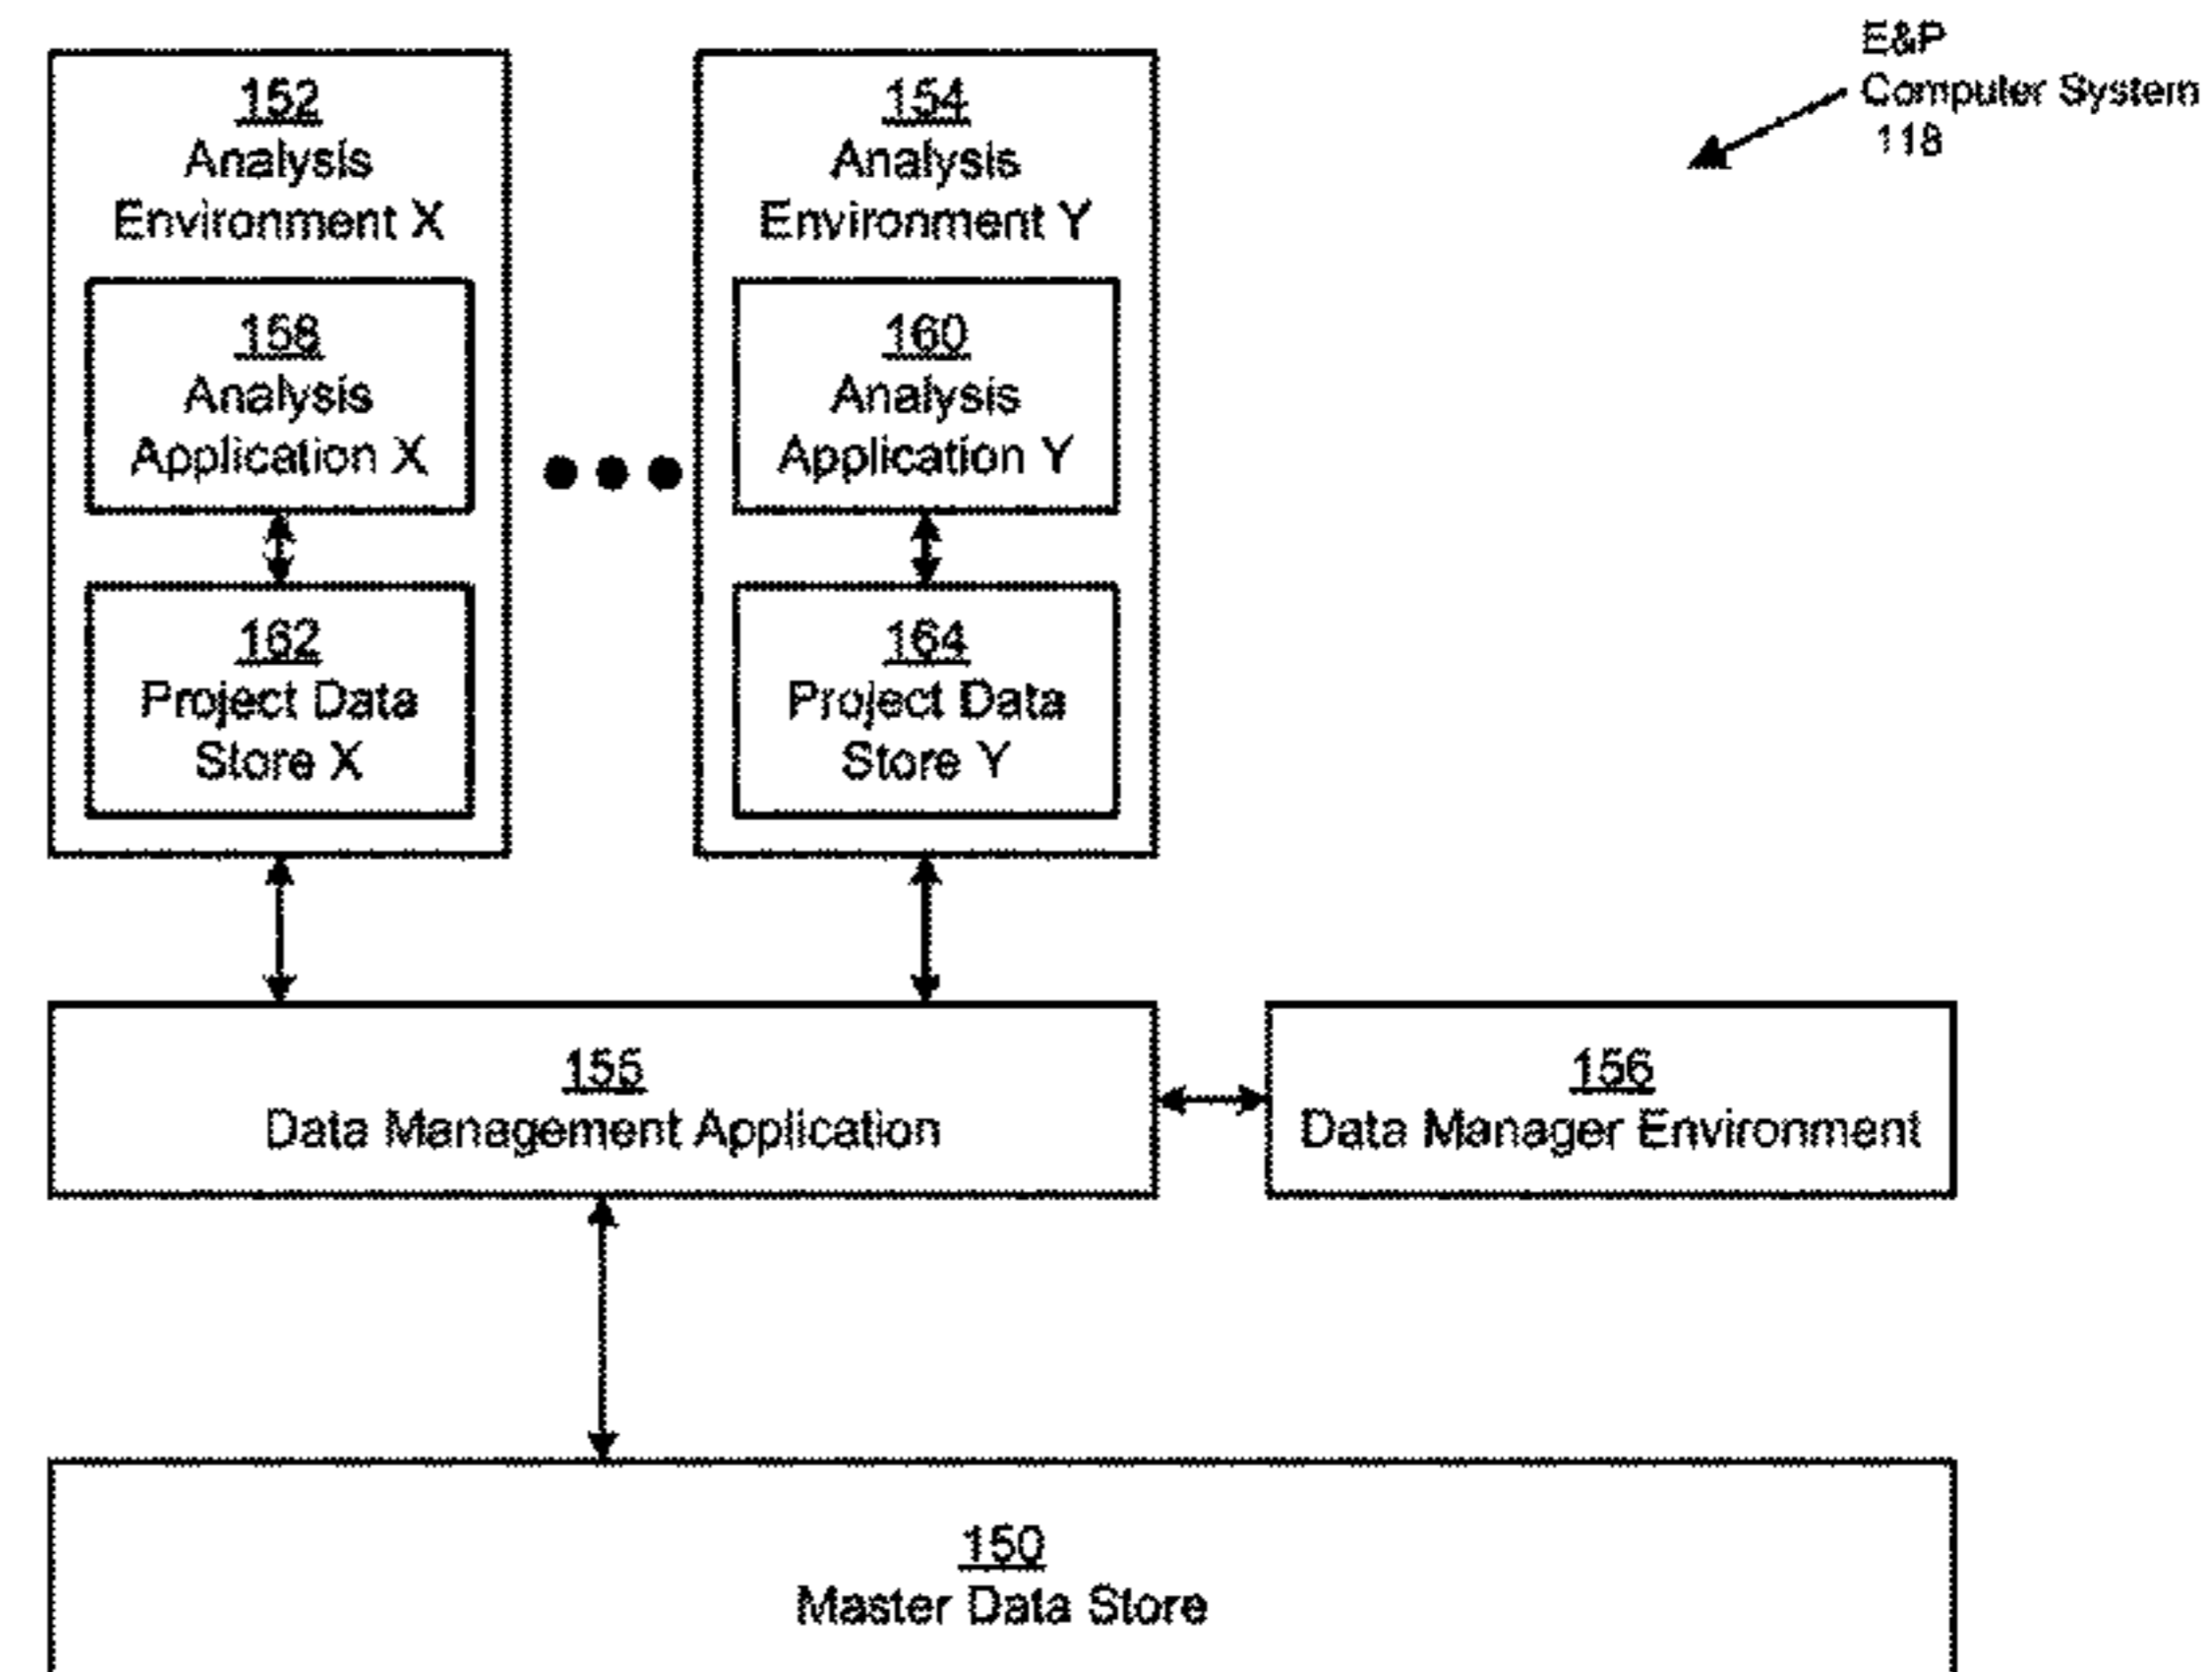 E&P
Computer System
118
152
Analysis
Environment X
158
Analysis
Application X
162
Project Data
Store X
154
Analysis
Environment Y
160
Analysis
Application Y
164
Project Data
Store Y
155
Data Management Application
156
Data Manager Environment
150
Master Data Store